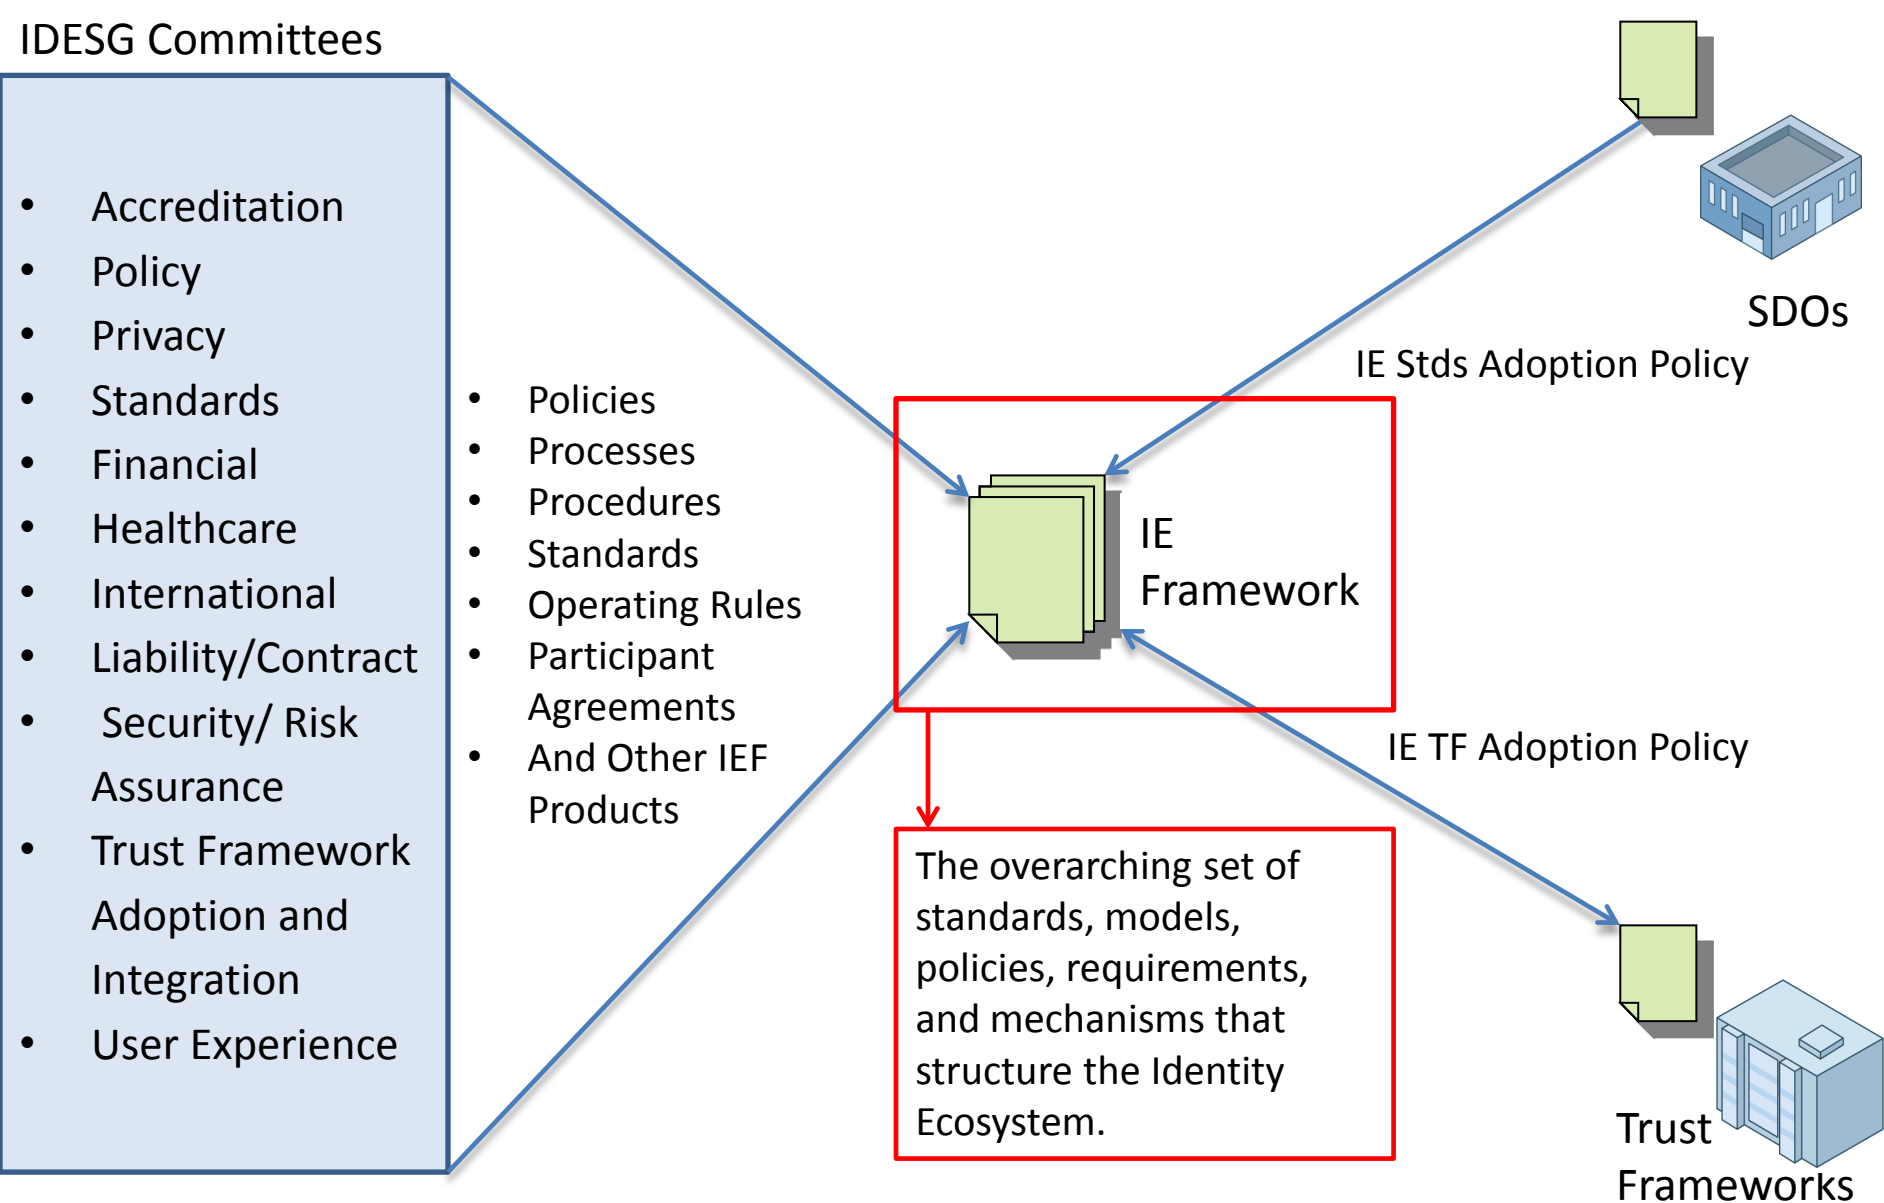 IDESG Committees
• Accreditation
• Policy
• Privacy
• Standards
• Financial
• Healthcare
• International
• Liability/Contract
• Security/ Risk
Assurance
• Trust Framework
Adoption and
Integration
• User Experience
• Policies
• Processes
• Procedures
• Standards
• Operating Rules
• Participant
Agreements
• And Other IEF
Products
IE
Framework
The overarching set of
standards, models,
policies, requirements,
and mechanisms that
structure the Identity
Ecosystem.
SDOs
IE Stds Adoption Policy
IE TF Adoption Policy
Trust
Frameworks